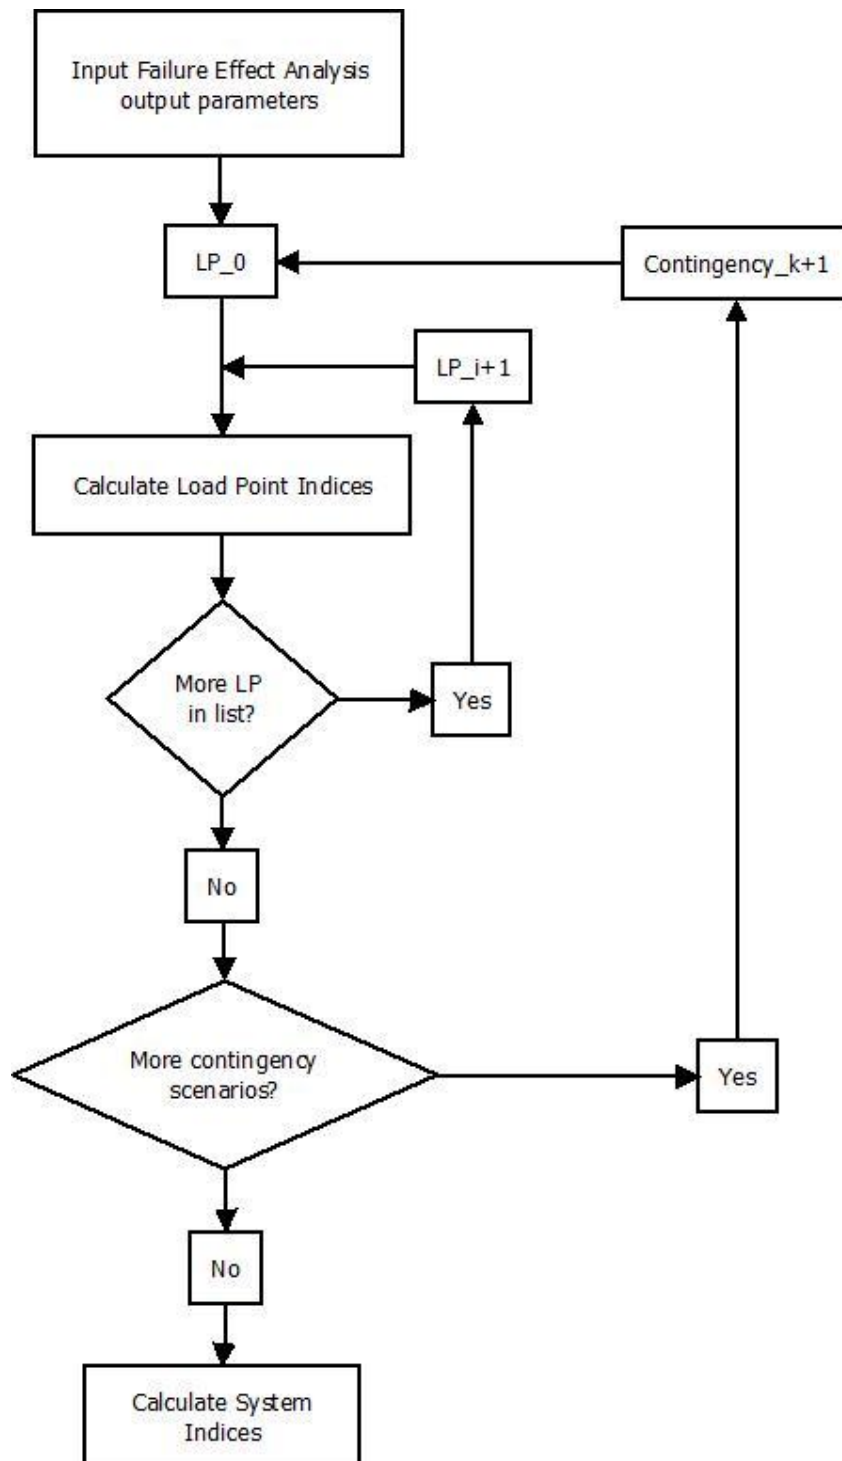 Input Failure Effect Analysis
output parameters
LP_0
Contingency_k+1
LP_i+1
Calculate Load Point Indices
More LP
in list?
Yes
No
More contingency
scenarios?
Yes
No
Calculate System
Indices